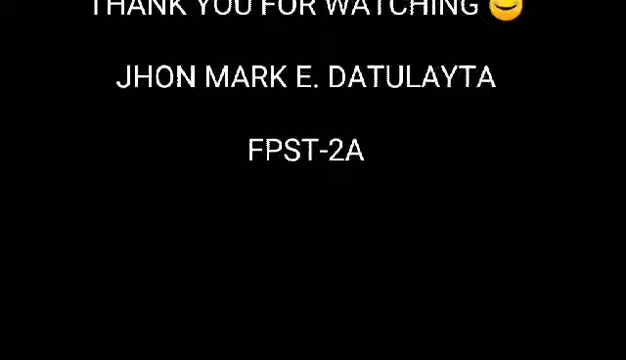 THANK YOU FOR WATCHING 😊
JHON MARK E. DATULAYTA
FPST-2A